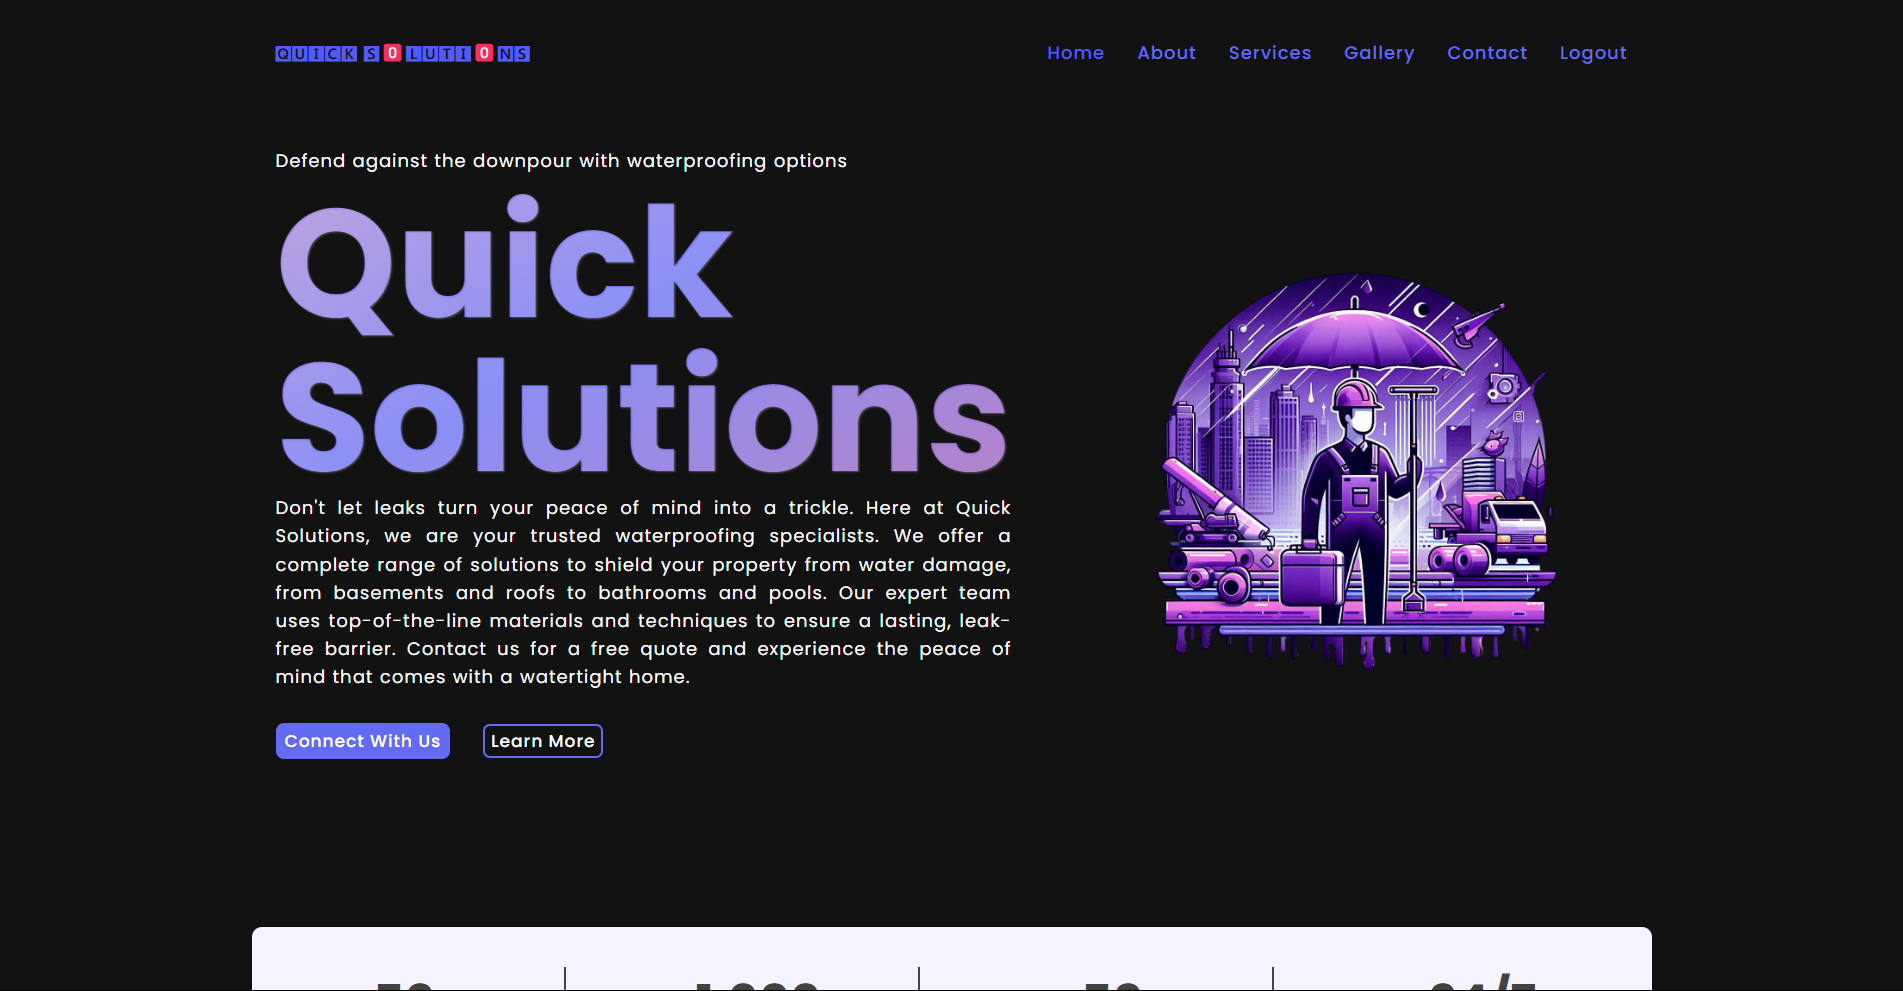 QUICK S0LUTI0NS
Home About Services Gallery Contact Logout
Defend against the downpour with waterproofing options
Quick
Solutions
Don't let leaks turn your peace of mind into a trickle. Here at Quick
Solutions, we are your trusted waterproofing specialists. We offer a
complete range of solutions to shield your property from water damage,
from basements and roofs to bathrooms and pools. Our expert team
uses top-of-the-line materials and techniques to ensure a lasting, leak-
free barrier. Contact us for a free quote and experience the peace of
mind that comes with a watertight home.
Connect With Us Learn More